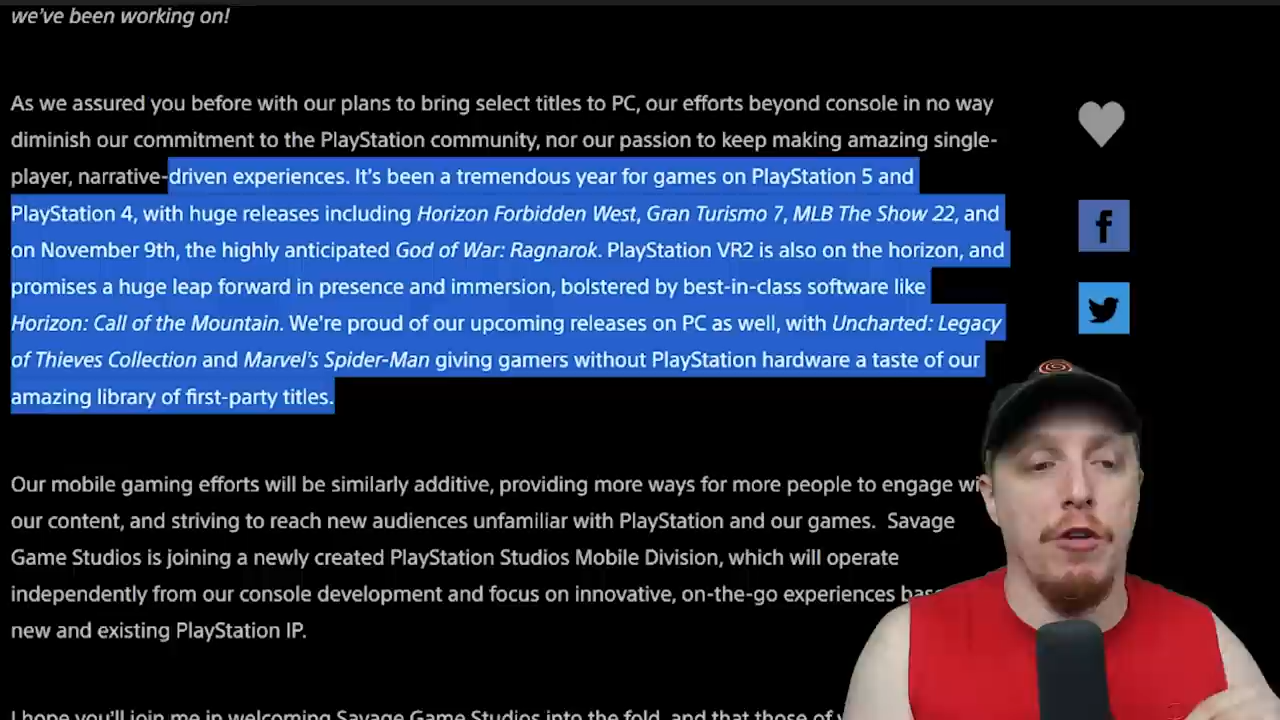 we've been working on!
As we assured you before with our plans to bring select titles to PC, our efforts beyond console in no way
diminish our commitment to the PlayStation community, nor our passion to keep making amazing single-
player, narrative-driven experiences. It's been a tremendous year for games on PlayStation 5 and
PlayStation 4, with huge releases including Horizon Forbidden West, Gran Turismo 7, MLB The Show 22, and
on November 9th, the highly anticipated God of War: Ragnarok. PlayStation VR2 is also on the horizon, and
promises a huge leap forward in presence and immersion, bolstered by best-in-class software like
Horizon: Call of the Mountain. We're proud of our upcoming releases on PC as well, with Uncharted: Legacy
of Thieves Collection and Marvel's Spider-Man giving gamers without PlayStation hardware a taste of our
amazing library of first-party titles.
Our mobile gaming efforts will be similarly additive, providing more ways for more people to engage
our content, and striving to reach new audiences unfamiliar with PlayStation and our games. Savage
Game Studios is joining a newly created PlayStation Studios Mobile Division, which will operate
independently from our console development and focus on innovative, on-the-go experiences
new and existing PlayStation IP.
I hope you'll join me in welcoming Savage Game Studios into the fold, and that those of